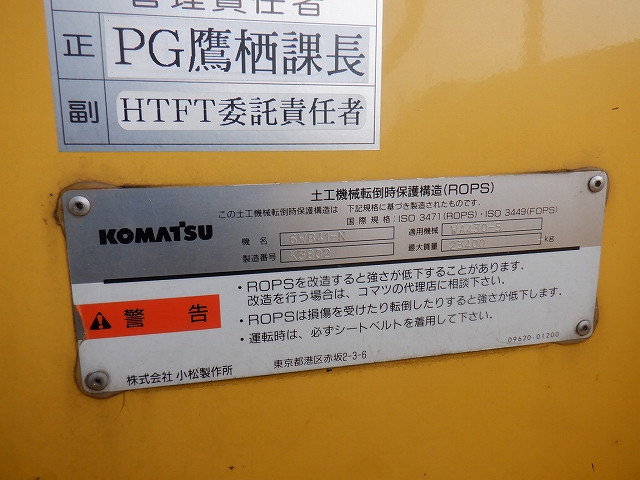 管理責任者
正 PG鷹栖課長
副 HTFT委託責任者
土工機械転倒時保護構造(ROPS)
この土工機械転倒時保護構造は 下記規格に基づき製造されたものです。
国際規格:ISO 3471(ROPS)・ISO 3449(FOPS)
KOMATSU
機名 適用機械 WA430-5
製造番号 K3802 最大質量 23400 kg
・ROPSを改造すると強さが低下することがあります。
改造を行う場合は、コマツの代理店に相談下さい。
警告
・ROPSは損傷を受けたり転倒したりすると強さが低下します。
・運転時は、必ずシートベルトを着用して下さい。
09620-01200
株式会社 小松製作所 東京都港区赤坂2-3-6